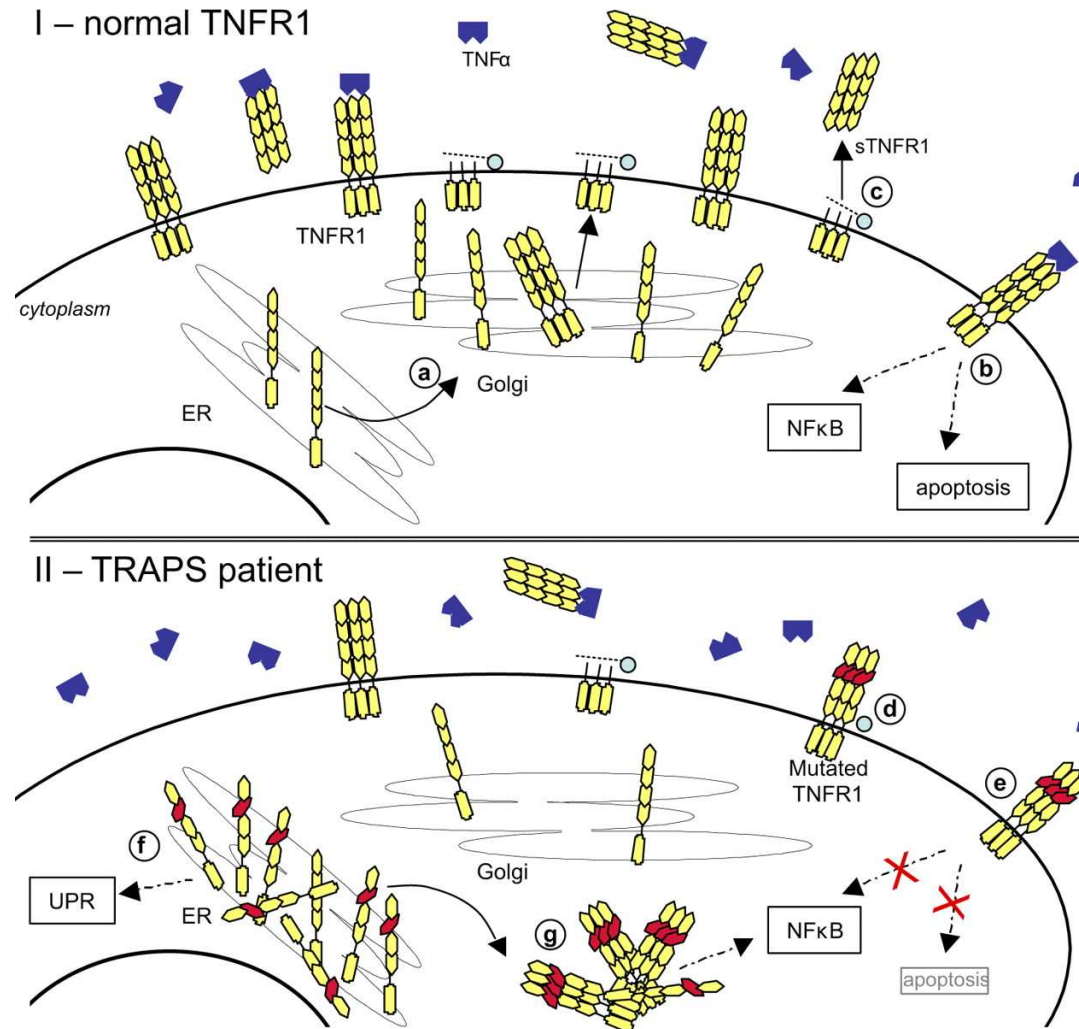 I – normal TNFR1
TNFα
sTNFR1
c
TNFR1
cytoplasm
a
Golgi
b
ER
NFκB
apoptosis
II – TRAPS patient
d
Mutated
TNFR1
e
f
Golgi
UPR
ER
g
NFκB
apoptosis